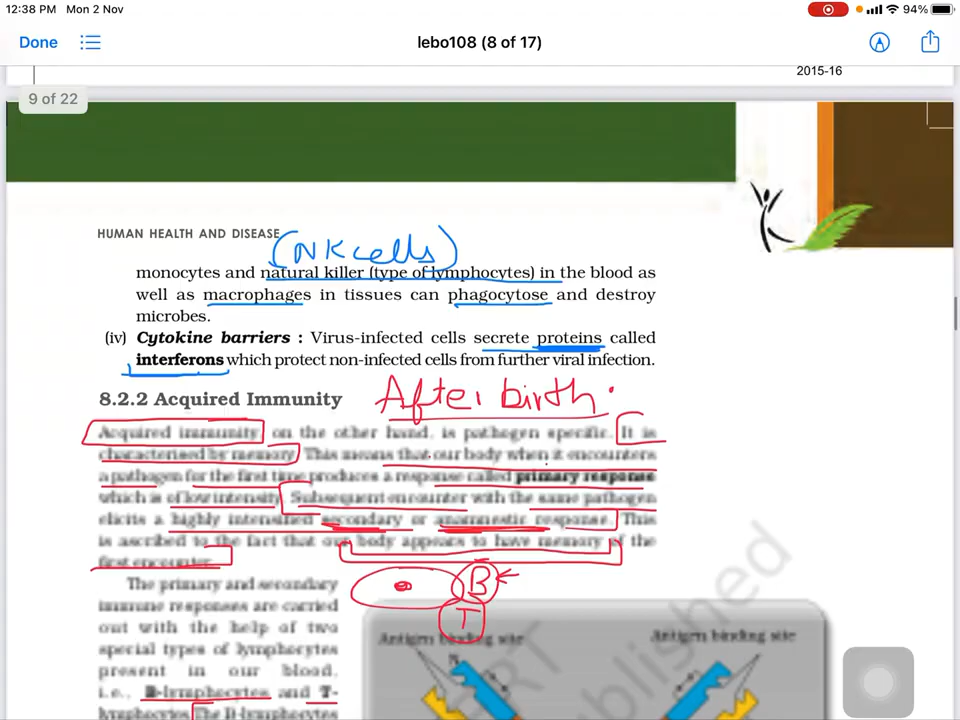 12:38 PM Mon 2 Nov
94%
Done
lebo108 (8 of 17)
2015-16
9 of 22
HUMAN HEALTH AND DISEASE
(NK cells)
monocytes and natural killer (type of lymphocytes) in the blood as
well as macrophages in tissues can phagocytose and destroy
microbes.
(iv) Cytokine barriers : Virus-infected cells secrete proteins called
interferons which protect non-infected cells from further viral infection.
8.2.2 Acquired Immunity
After birth.
Acquired immunity, on the other hand, is pathogen specific. It is
characterised by memory. This means that our body when it encounters
a pathogen for the first time produces a response called primary response
which is of low intensity. Subsequent encounter with the same pathogen
elicits a highly intensified secondary or anamnestic response. This
is ascribed to the fact that our body appears to have memory of the
first encounter.
B
T
The primary and secondary
immune responses are carried
out with the help of two
special types of lymphocytes
present in our blood,
i.e., B-lymphocytes and T-
lymphocytes. The B-lymphocytes
Antigen binding site
Antigen binding site